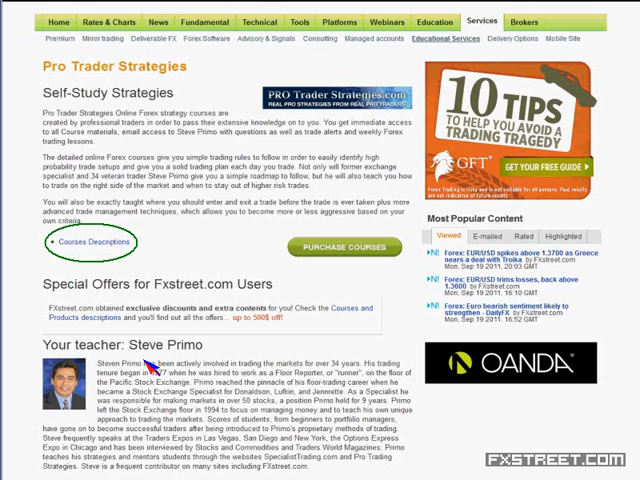 Home Rates & Charts News Fundamental Technical Tools Platforms Webinars Education Services Brokers
Premium Mirror trading Deliverable FX Forex Software Advisory & Signals Consulting Managed accounts Educational Services Delivery Options Mobile Site
Pro Trader Strategies
Self-Study Strategies
PRO Trader Strategies.com
REAL PRO STRATEGIES FROM REAL PRO TRADERS
Pro Trader Strategies Online Forex strategy courses are
created by professional traders in order to pass their extensive knowledge on to you. You get immediate access
to all Course materials, email access to Steve Primo with questions as well as trade alerts and weekly Forex
trading lessons.
The detailed online Forex courses give you simple trading rules to follow in order to easily identify high
probability trade setups and give you a solid trading plan each day you trade. Not only will former exchange
specialist and 34 veteran trader Steve Primo give you a simple roadmap to follow; but he will also teach you how
to trade on the right side of the market and when to stay out of higher risk trades.
You will also be exactly taught where you should enter and exit a trade before the trade is ever taken plus more
advanced trade management techniques, which allows you to become more or less aggressive based on your
own criteria.
• Courses Descriptions
PURCHASE COURSES
Special Offers for Fxstreet.com Users
FXstreet.com obtained exclusive discounts and extra contents for you! Check the Courses and
Products descriptions and you'll find out all the offers... up to 500$ off!
Your teacher: Steve Primo
Steven Primo has been actively involved in trading the markets for over 34 years. His trading
tenure began in 1977 when he was hired to work as a Floor Reporter, or "runner", on the floor of
the Pacific Stock Exchange. Primo reached the pinnacle of his floor-trading career when he
became a Stock Exchange Specialist for Donaldson, Lufkin, and Jenrette. As a Specialist he
was responsible for making markets in over 50 stocks, a position Primo held for 9 years. Primo
left the Stock Exchange floor in 1994 to focus on managing money and to teach his own unique
approach to trading the markets. Scores of students, from beginners to portfolio managers,
have gone on to become successful traders after being introduced to Primo's proprietary methods of trading.
Steve frequently speaks at the Traders Expos in Las Vegas, San Diego and New York, the Options Express
Expo in Chicago and has been interviewed by Stocks and Commodities and Traders World Magazines. Primo
teaches his strategies and mentors students through the websites SpecialistTrading.com and Pro Trading
Strategies. Steve is a frequent contributor on many sites including FXstreet.com.
10 TIPS
TO HELP YOU AVOID A
TRADING TRAGEDY
GFT
GET YOUR FREE GUIDE
Forex Trading is risky and is not suitable for all persons. Past results
are not indicative of future results.
Most Popular Content
Viewed E-mailed Rated Highlighted
N! Forex: EUR/USD spikes above 1.3700 as Greece
nears a deal with Troika by FXstreet.com
Mon, Sep 19 2011, 20:03 GMT
N! Forex: EUR/USD trims losses, back above
1.3600 by FXstreet.com
Mon, Sep 19 2011, 16:10 GMT
N! Forex: Euro bearish sentiment likely to
strengthen - DailyFX by FXstreet.com
Mon, Sep 19 2011, 16:52 GMT
OANDA
FXSTREET.COM